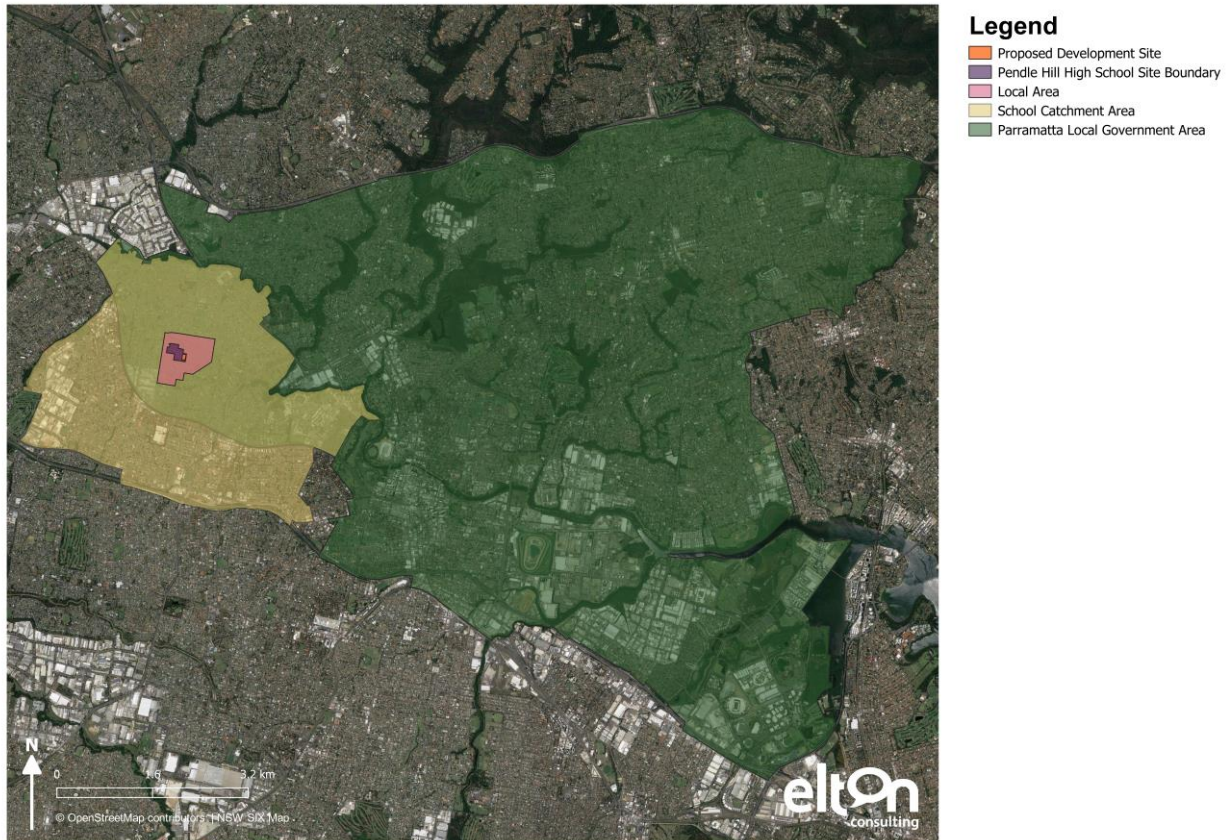 Legend
Proposed Development Site
Pendle Hill High School Site Boundary
Local Area
School Catchment Area
Parramatta Local Government Area
N
0 1.6 3.2 km
© OpenStreetMap contributors | NSW SIX Map
elton
consulting